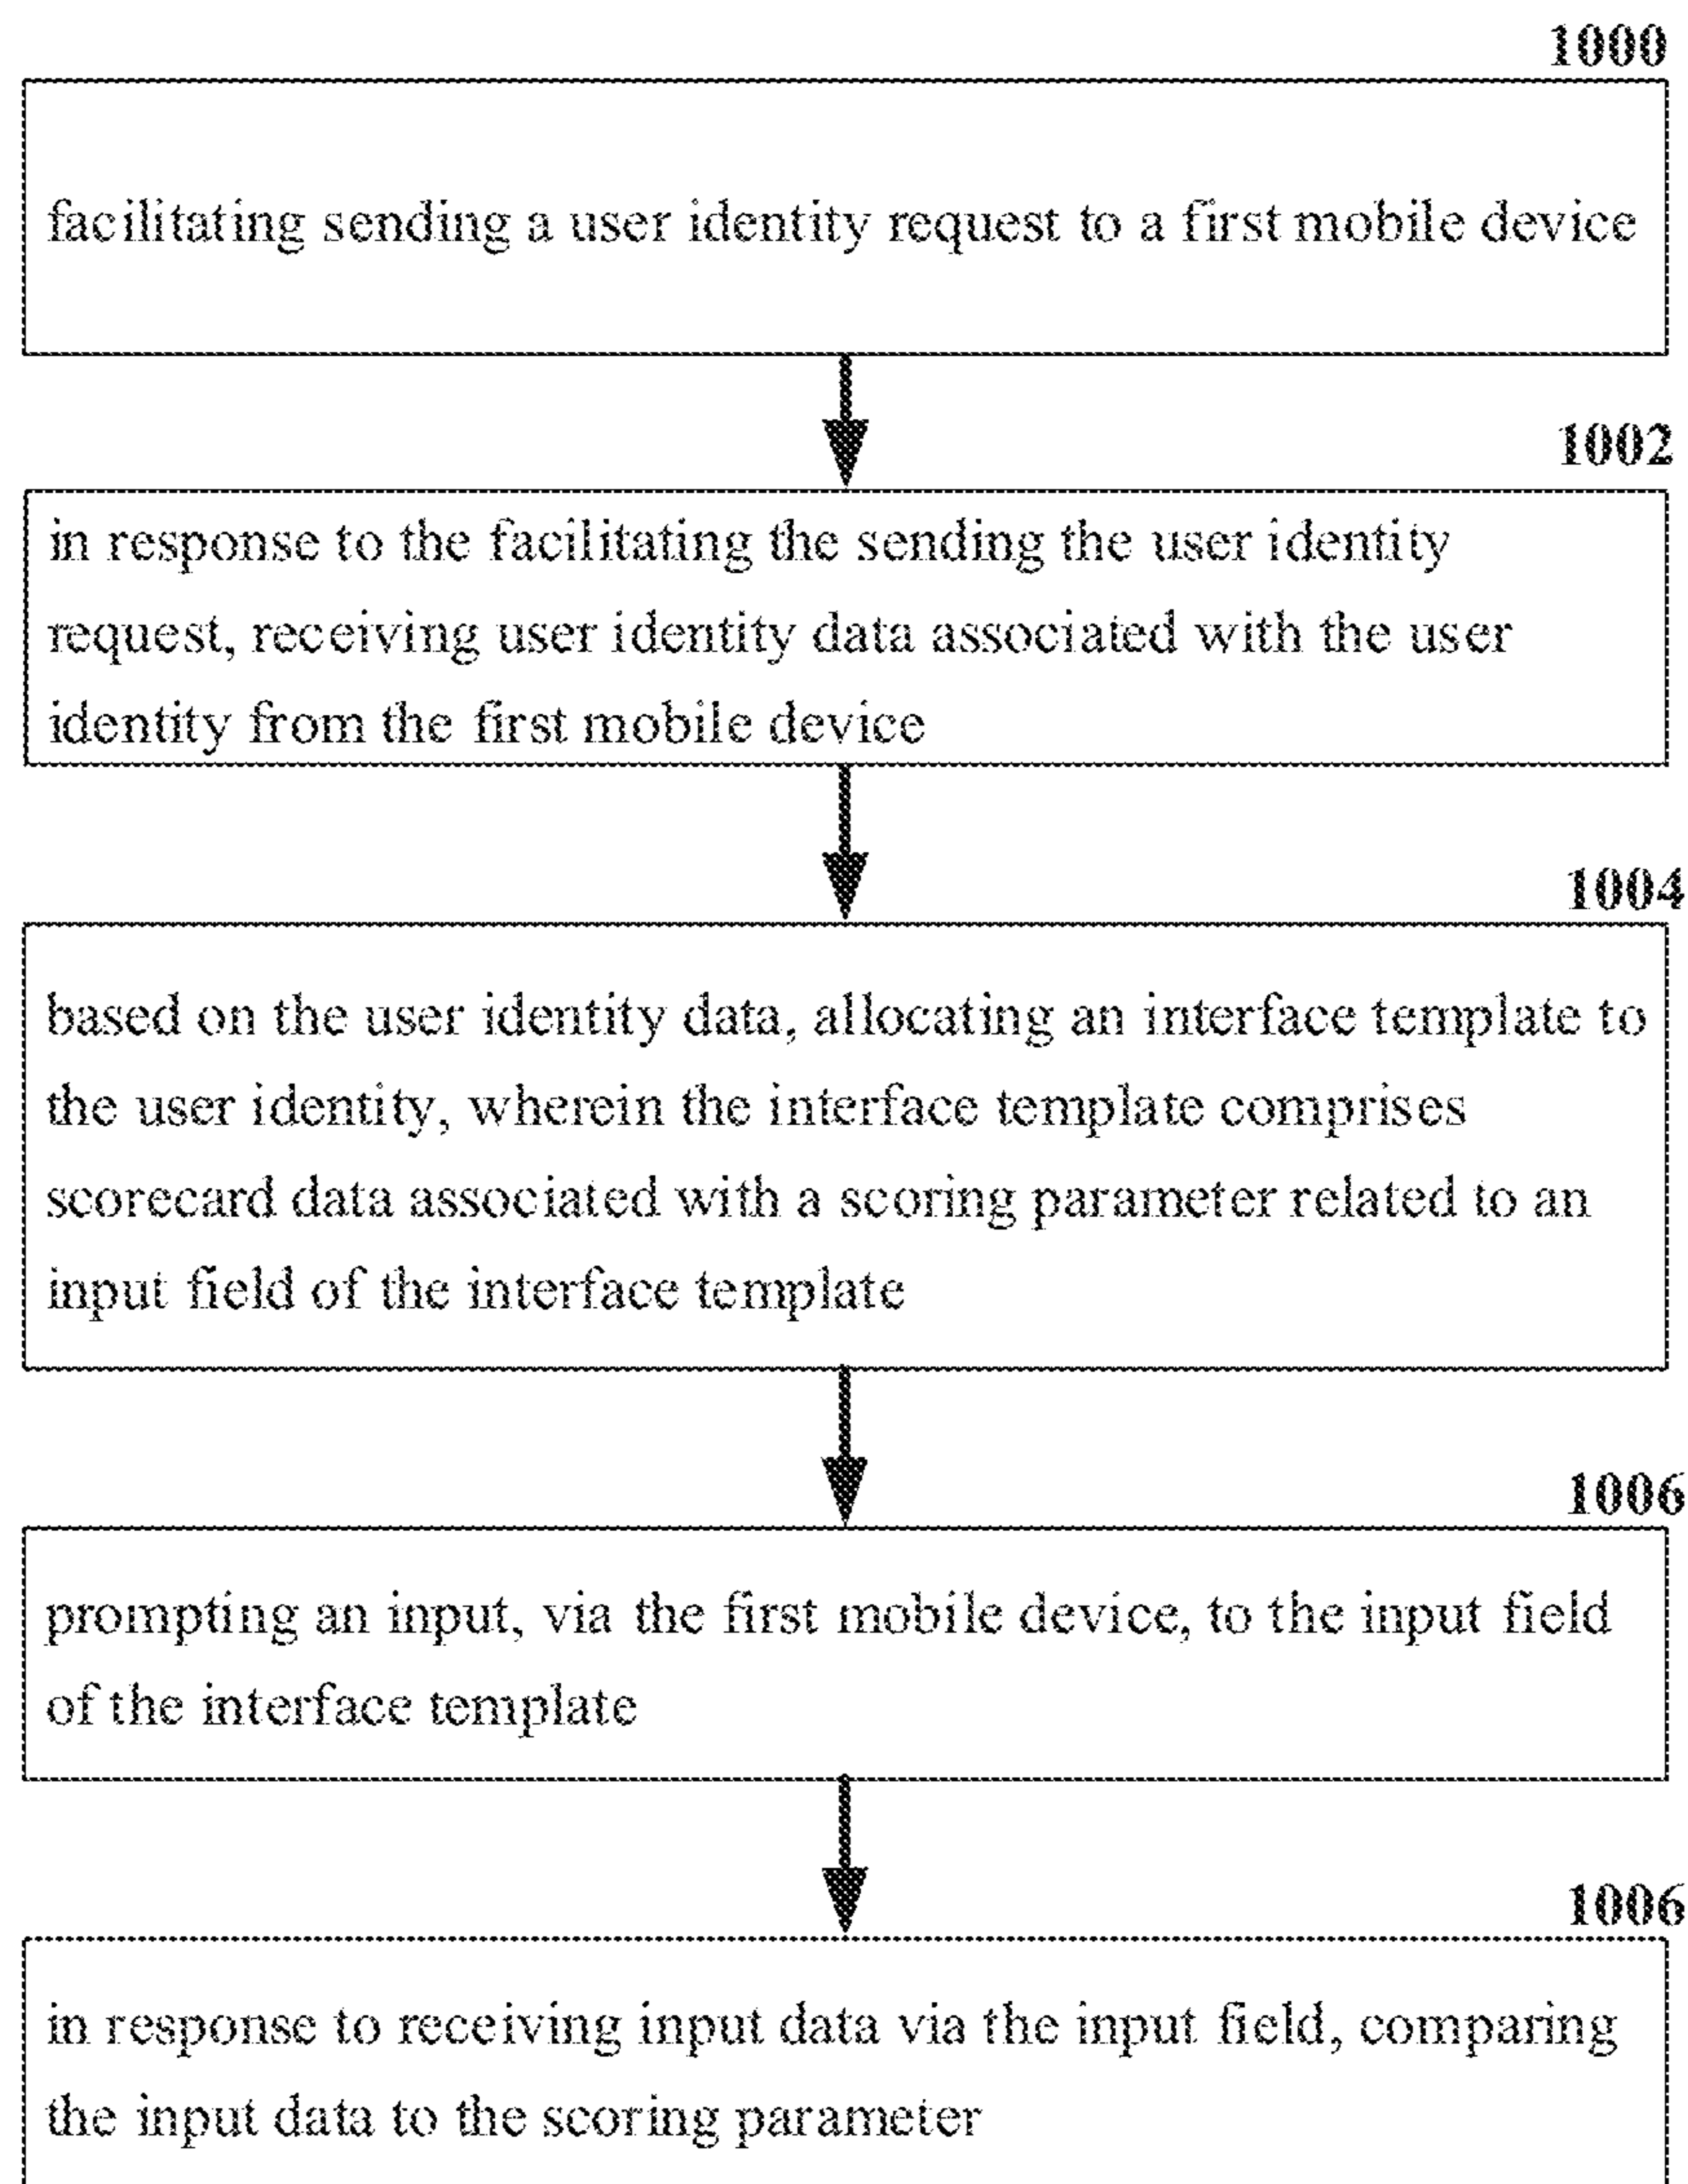 1000
facilitating sending a user identity request to a first mobile device
1002
in response to the facilitating the sending the user identity
request, receiving user identity data associated with the user
identity from the first mobile device
1004
based on the user identity data, allocating an interface template to
the user identity, wherein the interface template comprises
scorecard data associated with a scoring parameter related to an
input field of the interface template
1006
prompting an input, via the first mobile device, to the input field
of the interface template
1006
in response to receiving input data via the input field, comparing
the input data to the scoring parameter